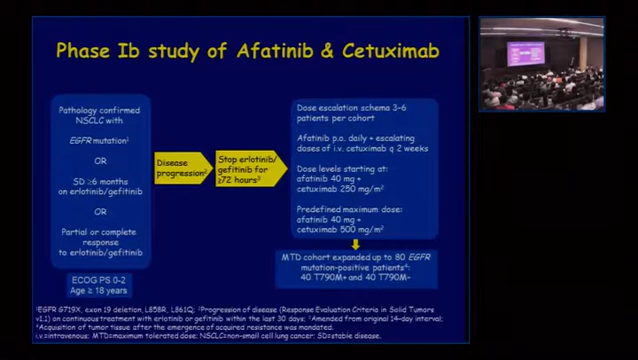 Phase Ib study of Afatinib & Cetuximab
Pathology confirmed
NSCLC with
EGFR mutation¹
OR
SD ≥6 months
on erlotinib/gefitinib
OR
Partial or complete
response
to erlotinib/gefitinib
ECOG PS 0-2
Age ≥ 18 years
Disease
progression²
Stop erlotinib/
gefitinib for
≥72 hours³
Dose escalation schema 3-6
patients per cohort
Afatinib p.o. daily + escalating
doses of i.v. cetuximab q 2 weeks
Dose levels starting at:
afatinib 40 mg +
cetuximab 250 mg/m²
Predefined maximum dose:
afatinib 40 mg +
cetuximab 500 mg/m²
MTD cohort expanded up to 80 EGFR
mutation-positive patients⁴:
40 T790M+ and 40 T790M-
¹EGFR G719X, exon 19 deletion, L858R, L861Q; ²Progression of disease (Response Evaluation Criteria in Solid Tumors
v1.1) on continuous treatment with erlotinib or gefitinib within the last 30 days; ³Amended from original 14-day interval;
⁴Acquisition of tumor tissue after the emergence of acquired resistance was mandated.
i.v=intravenous; MTD=maximum tolerated dose; NSCLC=non-small cell lung cancer; SD=stable disease.